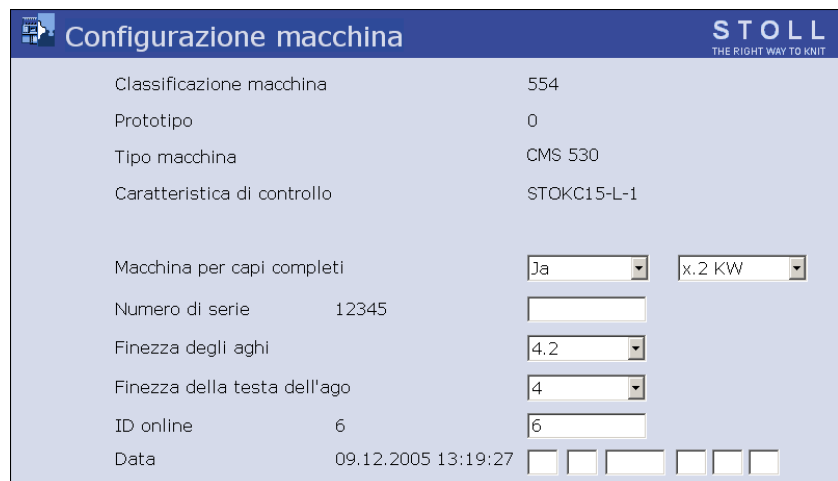 Configurazione macchina
STOLL
THE RIGHT WAY TO KNIT
Classificazione macchina 554
Prototipo 0
Tipo macchina CMS 530
Caratteristica di controllo STOKC15-L-1
Macchina per capi completi Ja x.2 KW
Numero di serie 12345
Finezza degli aghi 4.2
Finezza della testa dell'ago 4
ID online 6 6
Data 09.12.2005 13:19:27